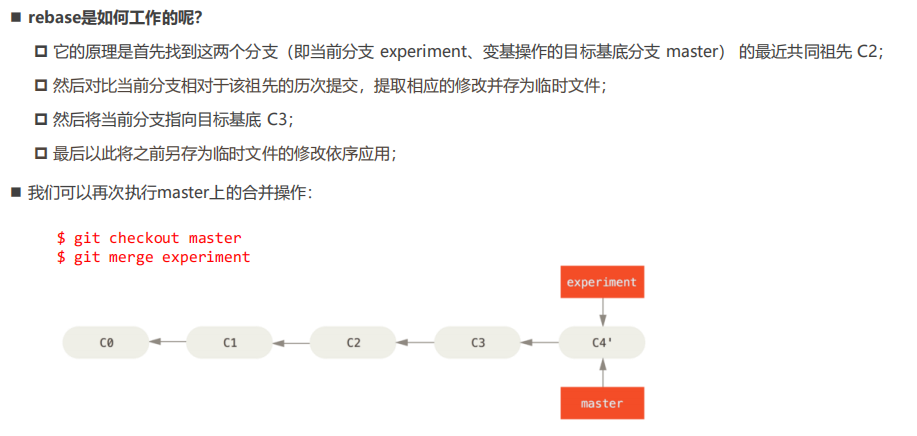 ■ rebase是如何工作的呢？
❑ 它的原理是首先找到这两个分支（即当前分支 experiment、变基操作的目标基底分支 master） 的最近共同祖先 C2；
❑ 然后对比当前分支相对于该祖先的历次提交，提取相应的修改并存为临时文件；
❑ 然后将当前分支指向目标基底 C3；
❑ 最后以此将之前另存为临时文件的修改依序应用；
■ 我们可以再次执行master上的合并操作：
$ git checkout master
$ git merge experiment
experiment
C0 C1 C2 C3 C4'
master